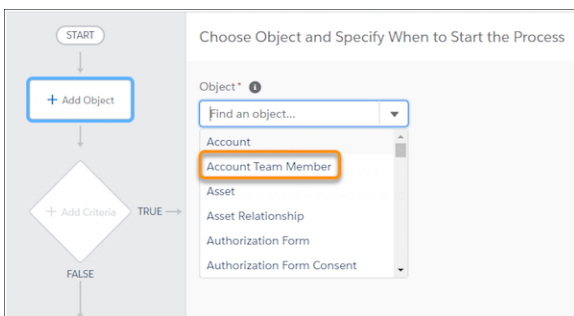 START
+ Add Object
+ Add Criteria
TRUE
FALSE
Choose Object and Specify When to Start the Process
Object*
Find an object...
Account
Account Team Member
Asset
Asset Relationship
Authorization Form
Authorization Form Consent